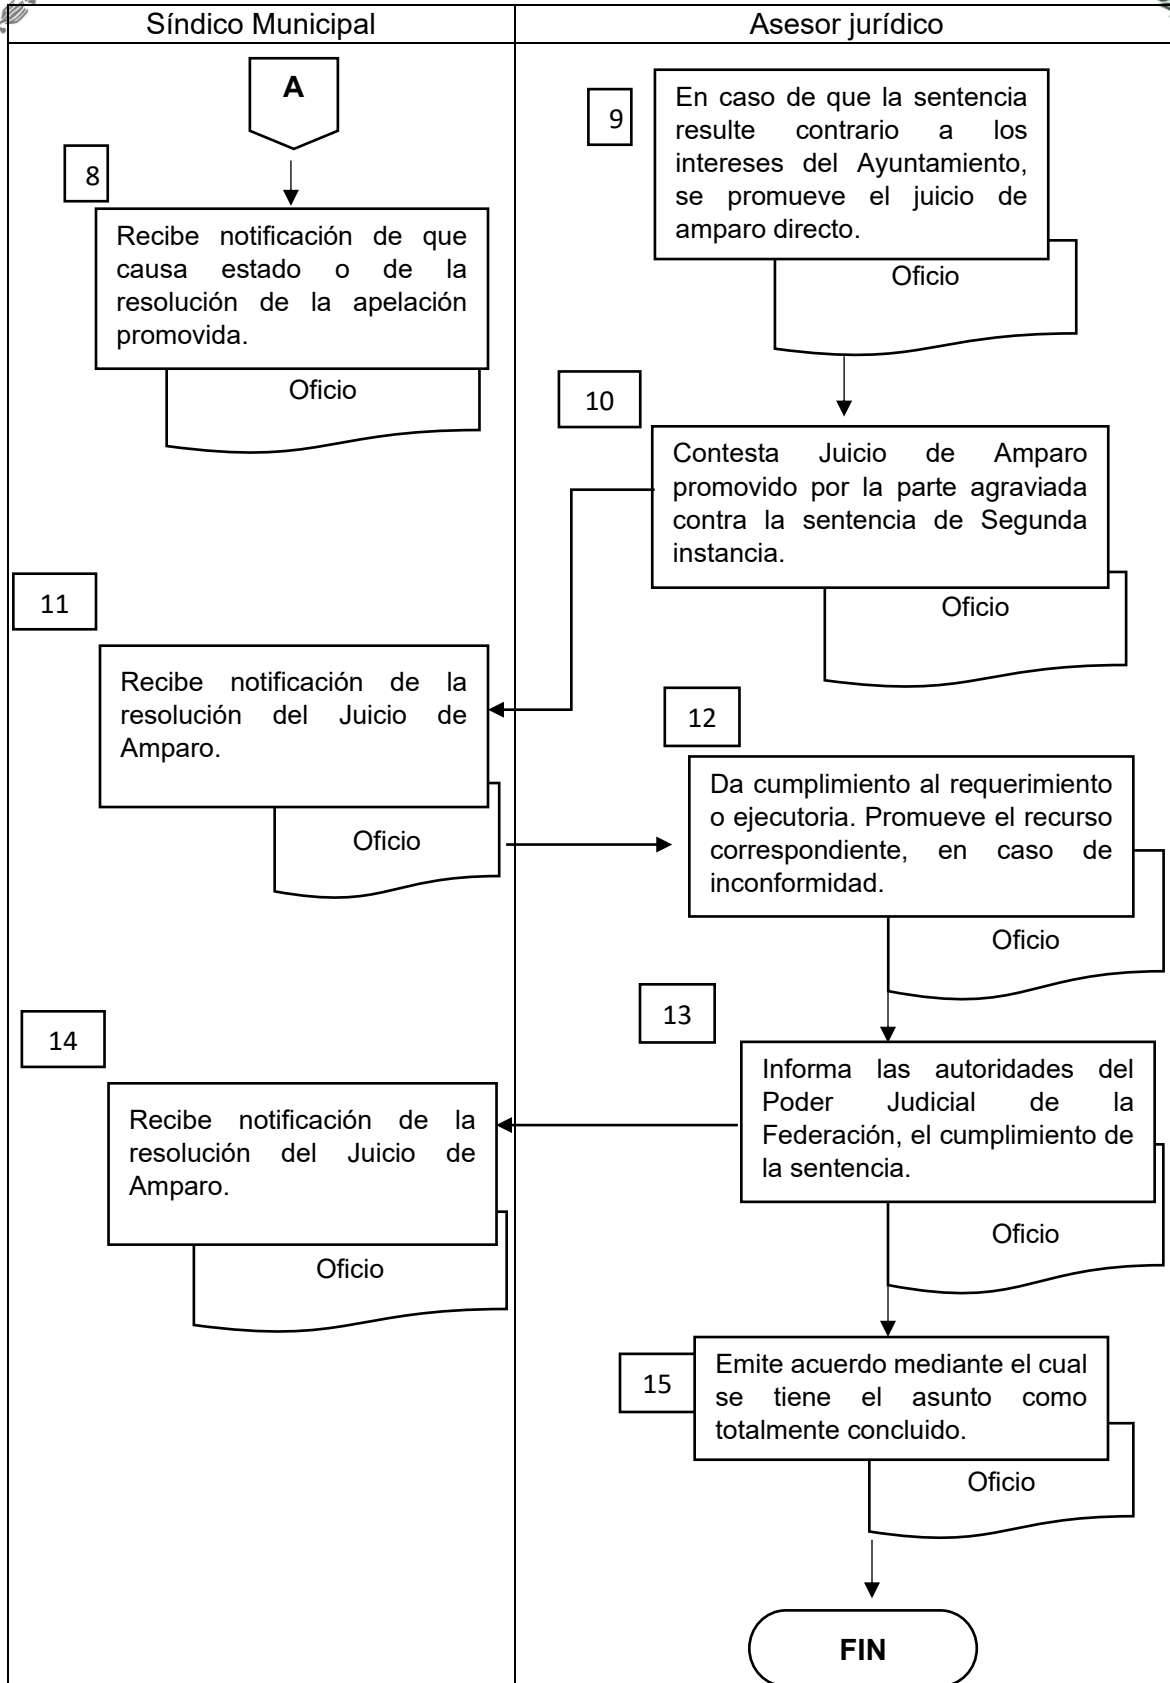 Síndico Municipal
Asesor jurídico
A
8
Recibe notificación de que
causa estado o de la
resolución de la apelación
promovida.
Oficio
9
En caso de que la sentencia
resulte contrario a los
intereses del Ayuntamiento,
se promueve el juicio de
amparo directo.
Oficio
10
Contesta Juicio de Amparo
promovido por la parte agraviada
contra la sentencia de Segunda
instancia.
Oficio
11
Recibe notificación de la
resolución del Juicio de
Amparo.
Oficio
12
Da cumplimiento al requerimiento
o ejecutoria. Promueve el recurso
correspondiente, en caso de
inconformidad.
Oficio
13
Informa las autoridades del
Poder Judicial de la
Federación, el cumplimiento de
la sentencia.
Oficio
14
Recibe notificación de la
resolución del Juicio de
Amparo.
Oficio
15
Emite acuerdo mediante el cual
se tiene el asunto como
totalmente concluido.
Oficio
FIN